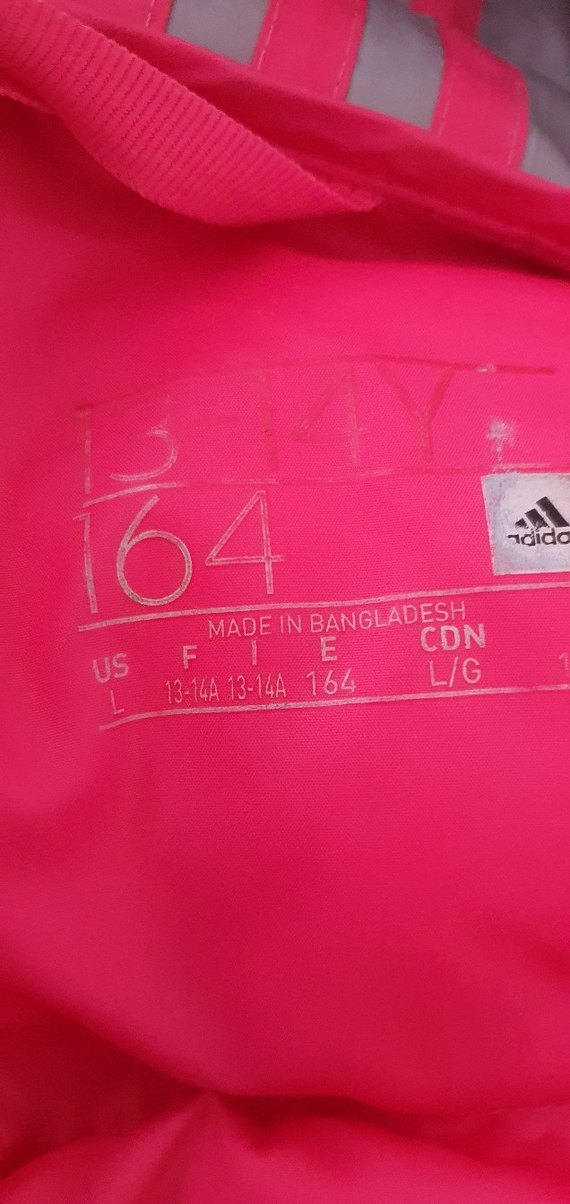 13-14Y
164
adidas
MADE IN BANGLADESH
US F I E CDN
L 13-14A 13-14A 164 L/G